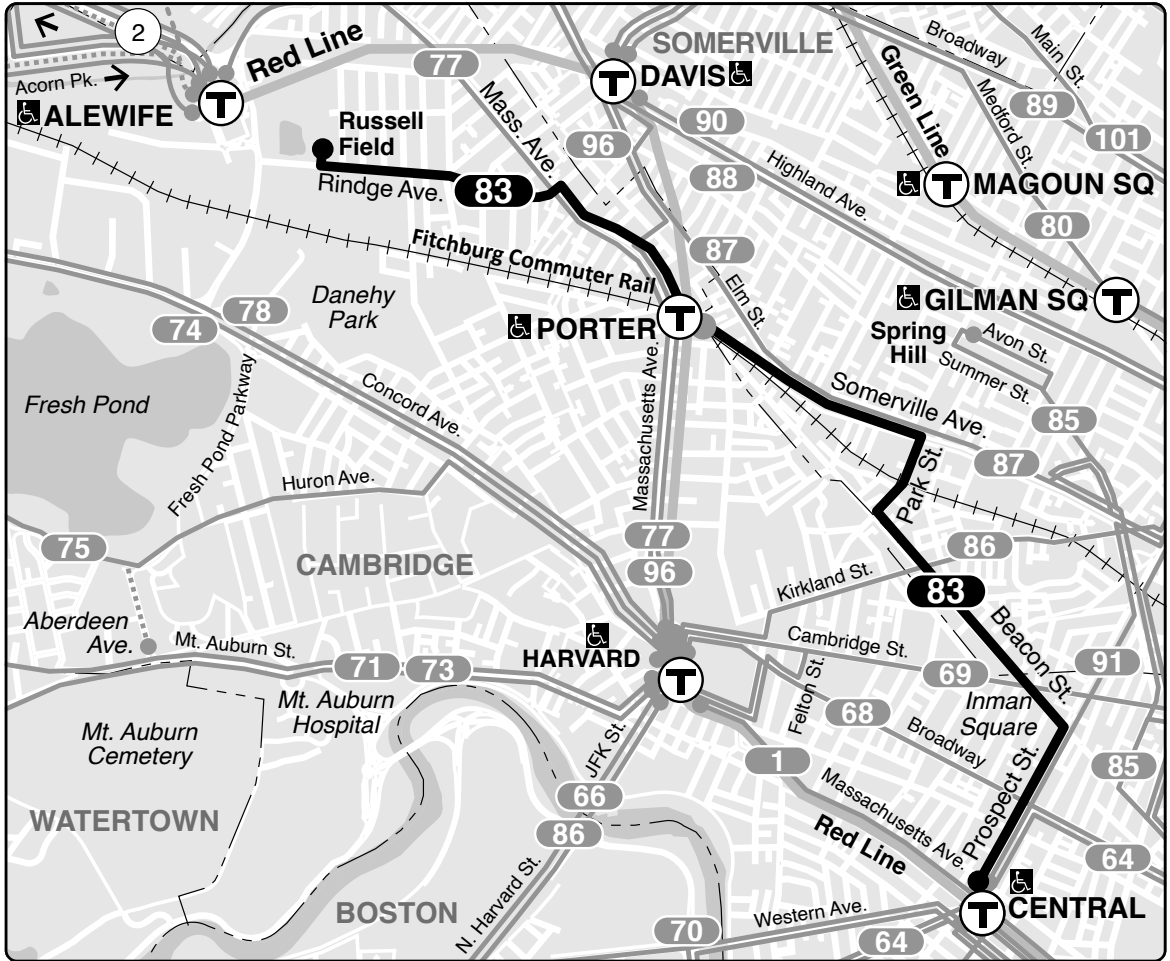 2
Red Line
77
SOMERVILLE
DAVIS
Broadway
Main St.
Acorn Pk.
ALEWIFE
T
T
Green Line
Medford St.
89
101
90
Russell
Field
Mass. Ave.
96
Highland Ave.
88
T
MAGOUN SQ
Rindge Ave.
83
80
Fitchburg Commuter Rail
87
Elm St.
78
74
Danehy
Park
PORTER
T
GILMAN SQ
T
Spring
Hill
Avon St.
Summer St.
Fresh Pond
Fresh Pond Parkway
Concord Ave.
Massachusetts Ave.
Somerville Ave.
85
87
Park St.
Huron Ave.
75
CAMBRIDGE
77
96
86
Kirkland St.
83
Beacon St.
Aberdeen
Ave.
Mt. Auburn St.
71
73
HARVARD
T
Cambridge St.
69
91
Felton St.
68
Inman
Square
Broadway
Mt. Auburn
Hospital
Mt. Auburn
Cemetery
JFK St.
1
85
66
86
Massachusetts Ave.
Prospect St.
WATERTOWN
Red Line
64
BOSTON
N. Harvard St.
70
Western Ave.
64
T
CENTRAL